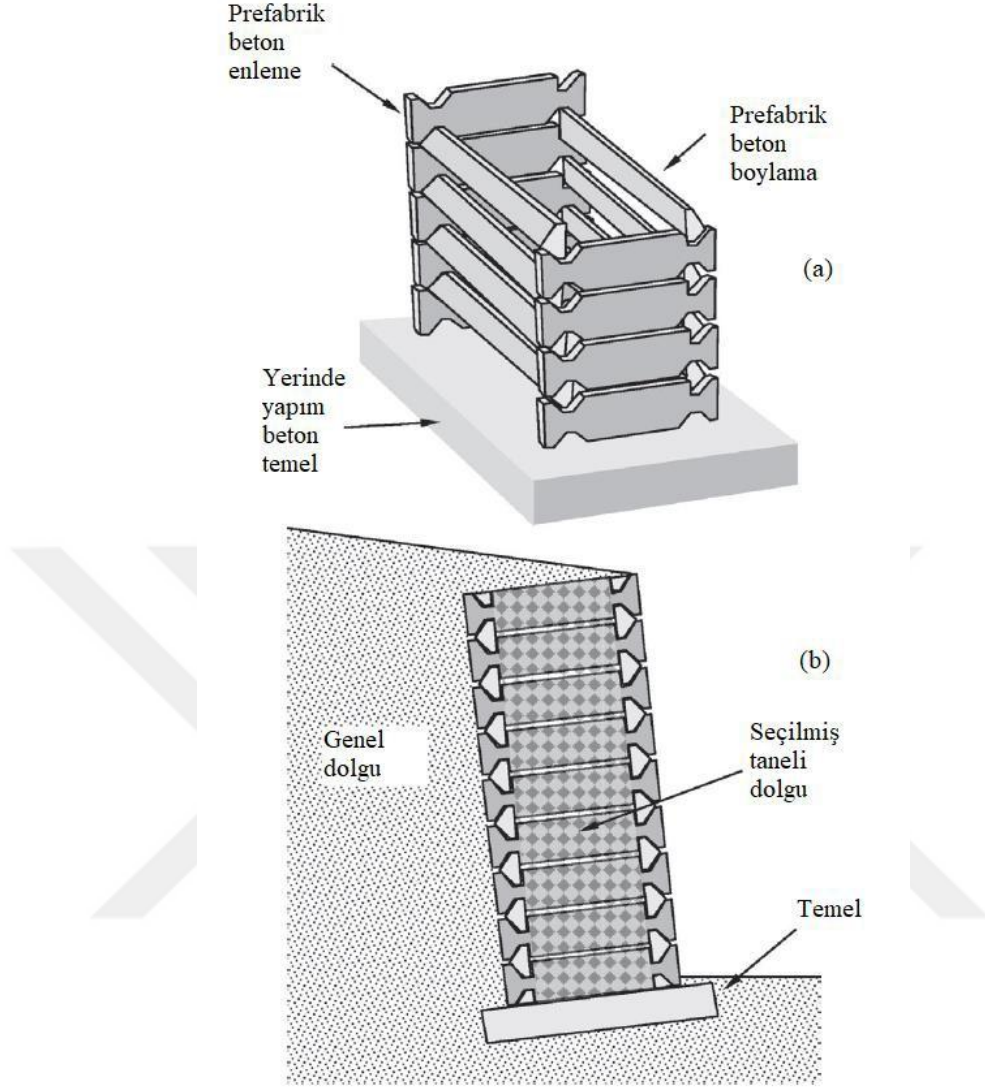 Prefabrik
beton
enleme
Prefabrik
beton
boylama
(a)
Yerinde
yapım
beton
temel
(b)
Genel
dolgu
Seçilmiş
taneli
dolgu
Temel